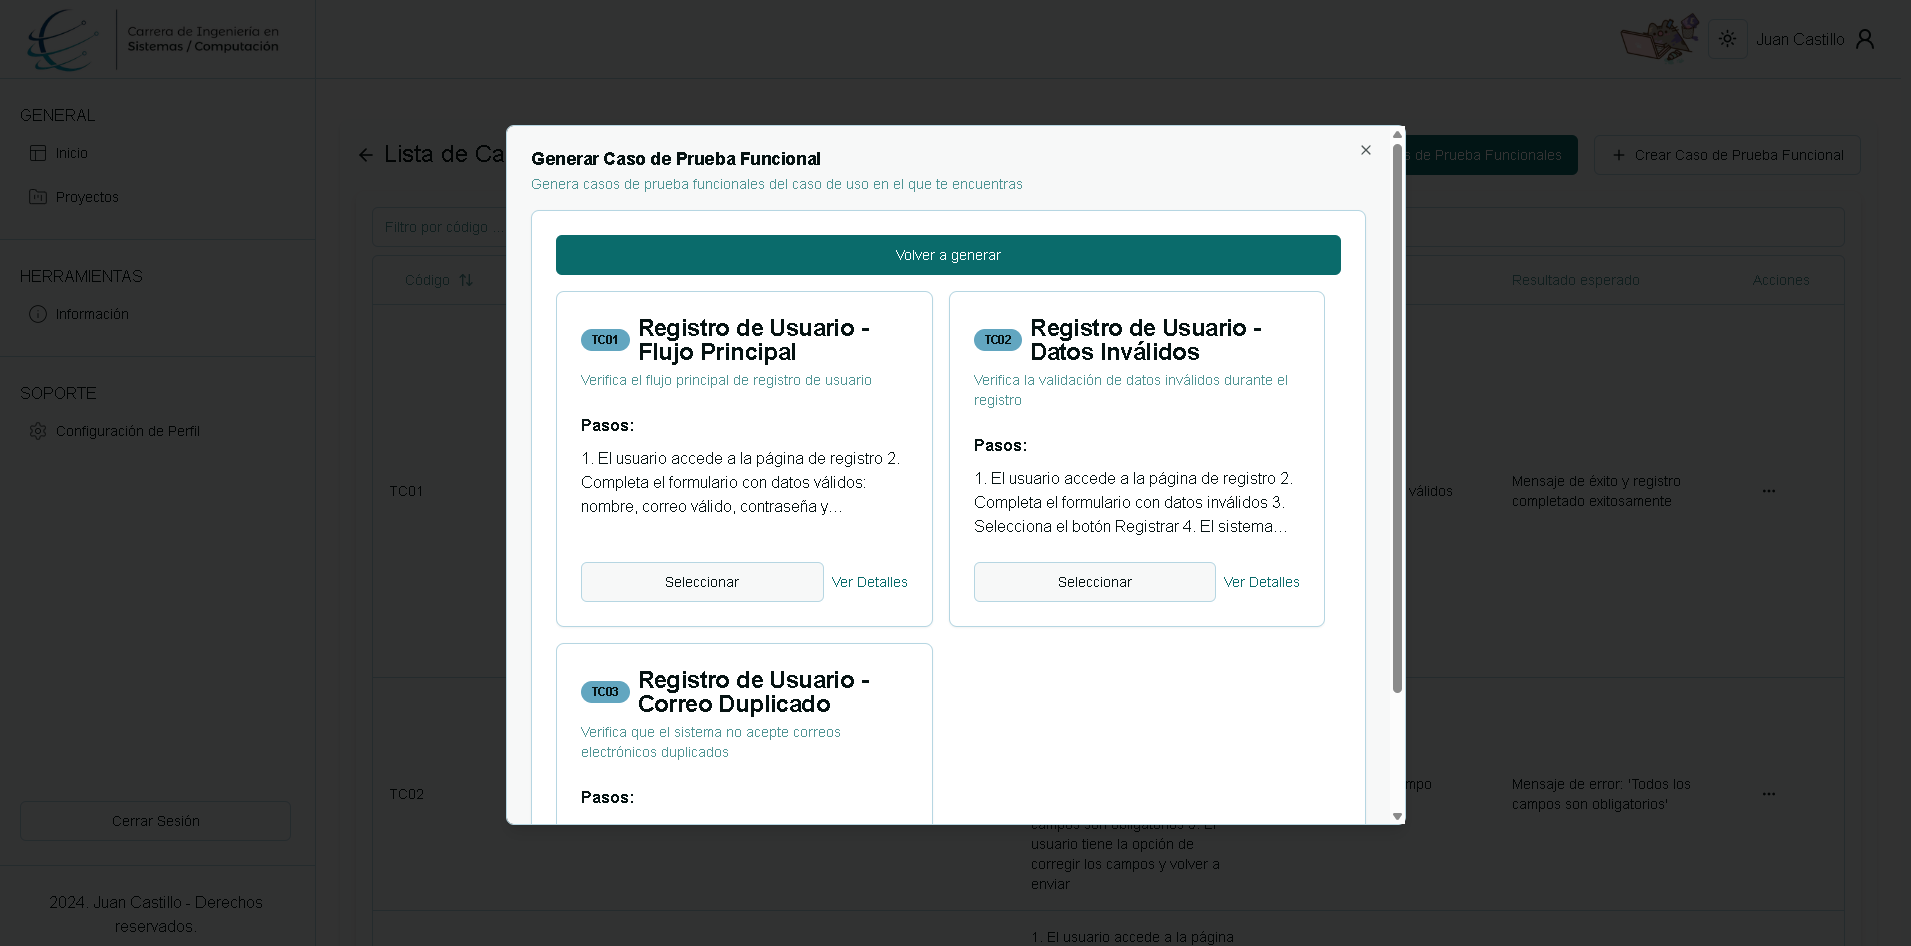 Carrera de Ingeniería en
Sistemas / Computación
Juan Castillo
GENERAL
Inicio
Proyectos
HERRAMIENTAS
Información
SOPORTE
Configuración de Perfil
Cerrar Sesión
2024. Juan Castillo - Derechos
reservados.
Lista de Ca
s de Prueba Funcionales
Crear Caso de Prueba Funcional
Filtro por código ...
Código
Resultado esperado
Acciones
TC01
válidos
Mensaje de éxito y registro
completado exitosamente
TC02
mpo
Mensaje de error: 'Todos los
campos son obligatorios'
campos son obligatorios 5. El
usuario tiene la opción de
corregir los campos y volver a
enviar
1. El usuario accede a la página
Generar Caso de Prueba Funcional
Genera casos de prueba funcionales del caso de uso en el que te encuentras
Volver a generar
TC01
Registro de Usuario -
Flujo Principal
Verifica el flujo principal de registro de usuario
Pasos:
1. El usuario accede a la página de registro 2.
Completa el formulario con datos válidos:
nombre, correo válido, contraseña y...
Seleccionar
Ver Detalles
TC02
Registro de Usuario -
Datos Inválidos
Verifica la validación de datos inválidos durante el
registro
Pasos:
1. El usuario accede a la página de registro 2.
Completa el formulario con datos inválidos 3.
Selecciona el botón Registrar 4. El sistema...
Seleccionar
Ver Detalles
TC03
Registro de Usuario -
Correo Duplicado
Verifica que el sistema no acepte correos
electrónicos duplicados
Pasos: